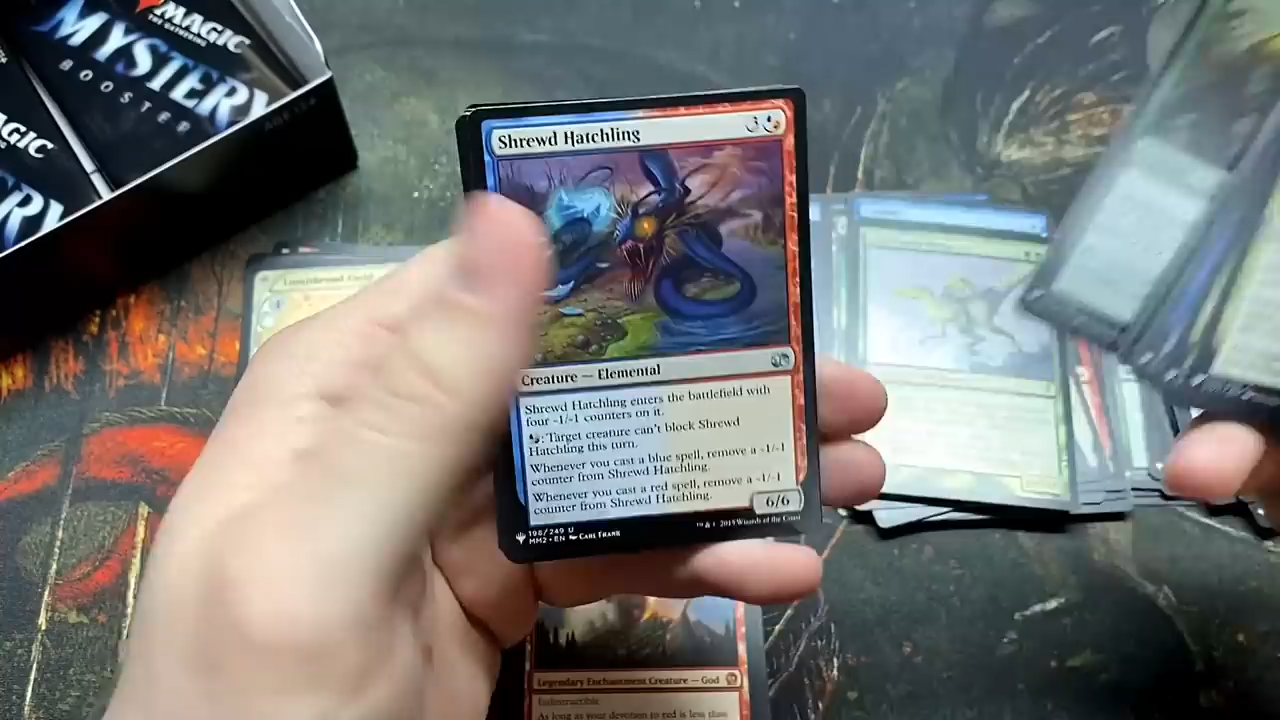 MAGIC
THE GATHERING
MYSTERY
BOOSTER
Shrewd Hatchling
3
Creature — Elemental
Shrewd Hatchling enters the battlefield with
four -1/-1 counters on it.
: Target creature can't block Shrewd
Hatchling this turn.
Whenever you cast a blue spell, remove a -1/-1
counter from Shrewd Hatchling.
Whenever you cast a red spell, remove a -1/-1
counter from Shrewd Hatchling.
6/6
198/249 U
MM2 • EN Carl Frank
& © 2015 Wizards of the Coast
Legendary Enchantment Creature — God
Indestructible
As long as your devotion to red is less than